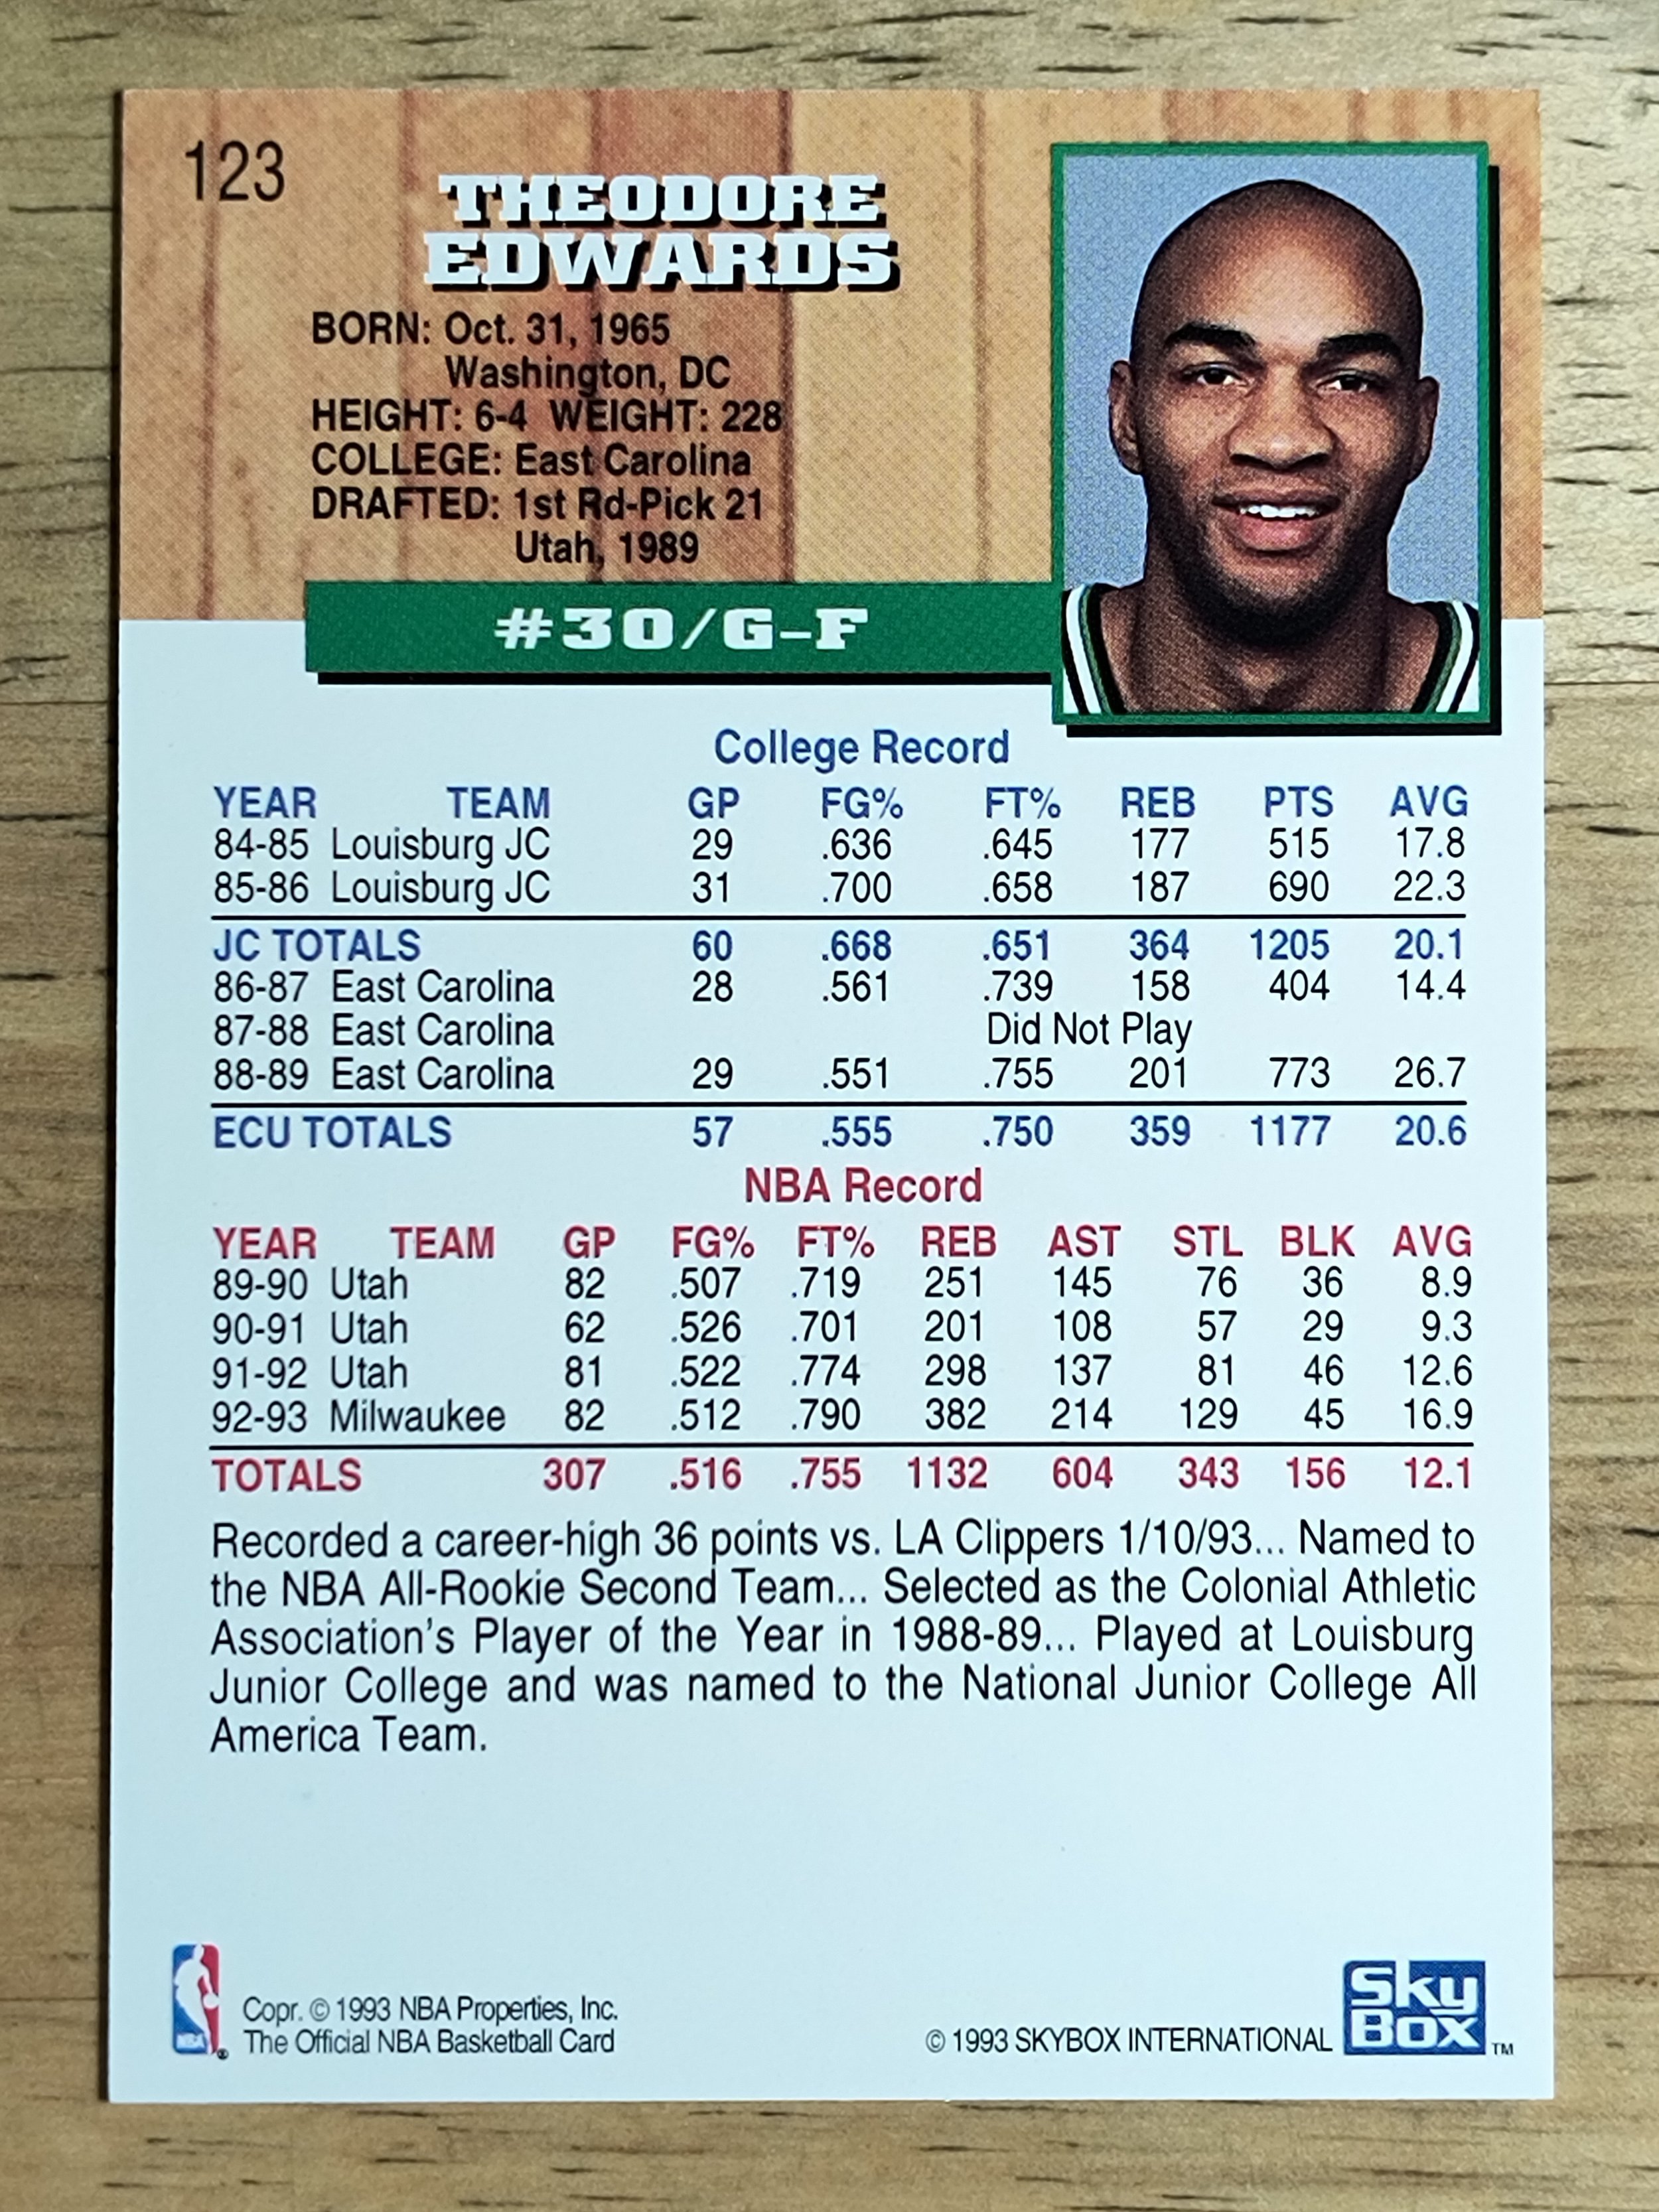 123
THEODORE
EDWARDS
BORN: Oct. 31, 1965
Washington, DC
HEIGHT: 6-4 WEIGHT: 228
COLLEGE: East Carolina
DRAFTED: 1st Rd-Pick 21
Utah, 1989
#30/G-F
College Record
YEAR TEAM GP FG% FT% REB PTS AVG
84-85 Louisburg JC 29 .636 .645 177 515 17.8
85-86 Louisburg JC 31 .700 .658 187 690 22.3
JC TOTALS 60 .668 .651 364 1205 20.1
86-87 East Carolina 28 .561 .739 158 404 14.4
87-88 East Carolina Did Not Play
88-89 East Carolina 29 .551 .755 201 773 26.7
ECU TOTALS 57 .555 .750 359 1177 20.6
NBA Record
YEAR TEAM GP FG% FT% REB AST STL BLK AVG
89-90 Utah 82 .507 .719 251 145 76 36 8.9
90-91 Utah 62 .526 .701 201 108 57 29 9.3
91-92 Utah 81 .522 .774 298 137 81 46 12.6
92-93 Milwaukee 82 .512 .790 382 214 129 45 16.9
TOTALS 307 .516 .755 1132 604 343 156 12.1
Recorded a career-high 36 points vs. LA Clippers 1/10/93... Named to
the NBA All-Rookie Second Team... Selected as the Colonial Athletic
Association's Player of the Year in 1988-89... Played at Louisburg
Junior College and was named to the National Junior College All
America Team.
NBA ®
Copr. © 1993 NBA Properties, Inc.
The Official NBA Basketball Card
© 1993 SKYBOX INTERNATIONAL
Sky
Box TM